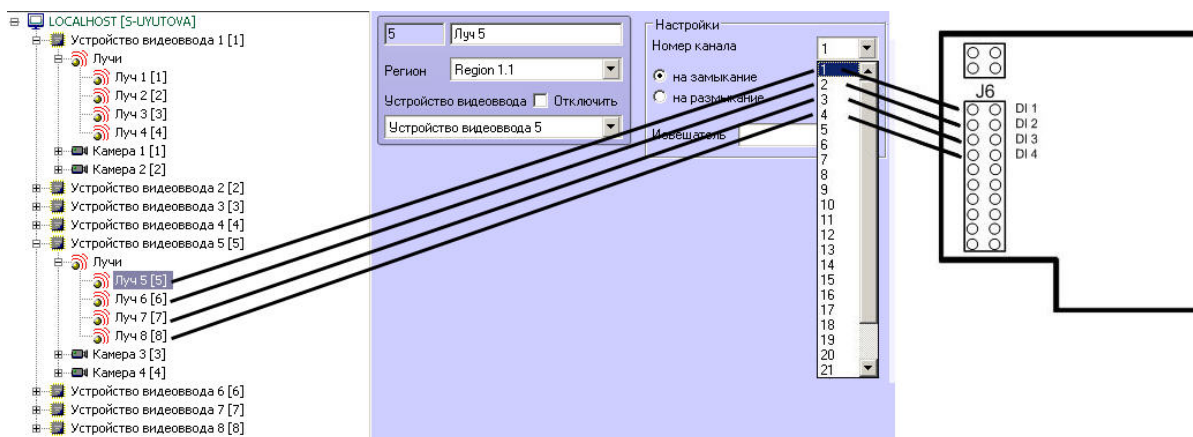 LOCALHOST [S-UYUTOVA]
Устройство видеоввода 1 [1]
Лучи
Луч 1 [1]
Луч 2 [2]
Луч 3 [3]
Луч 4 [4]
Камера 1 [1]
Камера 2 [2]
Устройство видеоввода 2 [2]
Устройство видеоввода 3 [3]
Устройство видеоввода 4 [4]
Устройство видеоввода 5 [5]
Лучи
Луч 5 [5]
Луч 6 [6]
Луч 7 [7]
Луч 8 [8]
Камера 3 [3]
Камера 4 [4]
Устройство видеоввода 6 [6]
Устройство видеоввода 7 [7]
Устройство видеоввода 8 [8]
5 Луч 5
Регион Region 1.1
Устройство видеоввода Отключить
Устройство видеоввода 5
Настройки
Номер канала 1
на замыкание
на размыкание
Извещатель
1
2
3
4
5
6
7
8
9
10
11
12
13
14
15
16
17
18
19
20
21
J6
DI 1
DI 2
DI 3
DI 4